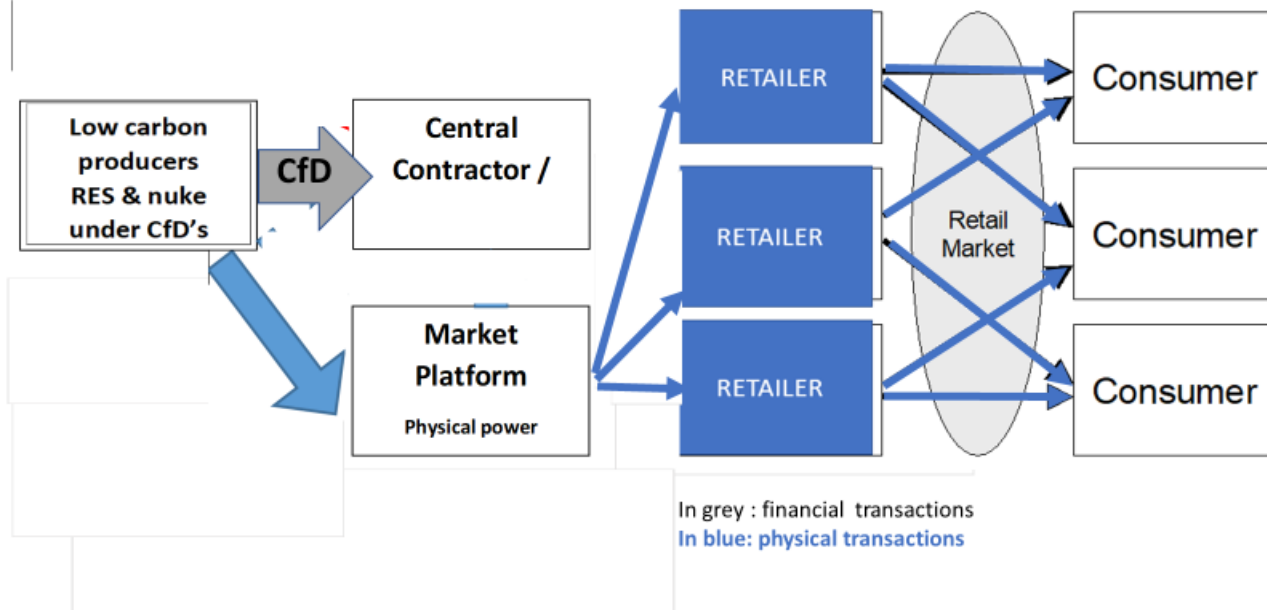 Low carbon
producers
RES & nuke
under CfD's
CfD
Central
Contractor /
Market
Platform
Physical power
RETAILER
RETAILER
RETAILER
Retail
Market
Consumer
Consumer
Consumer
In grey : financial transactions
In blue: physical transactions